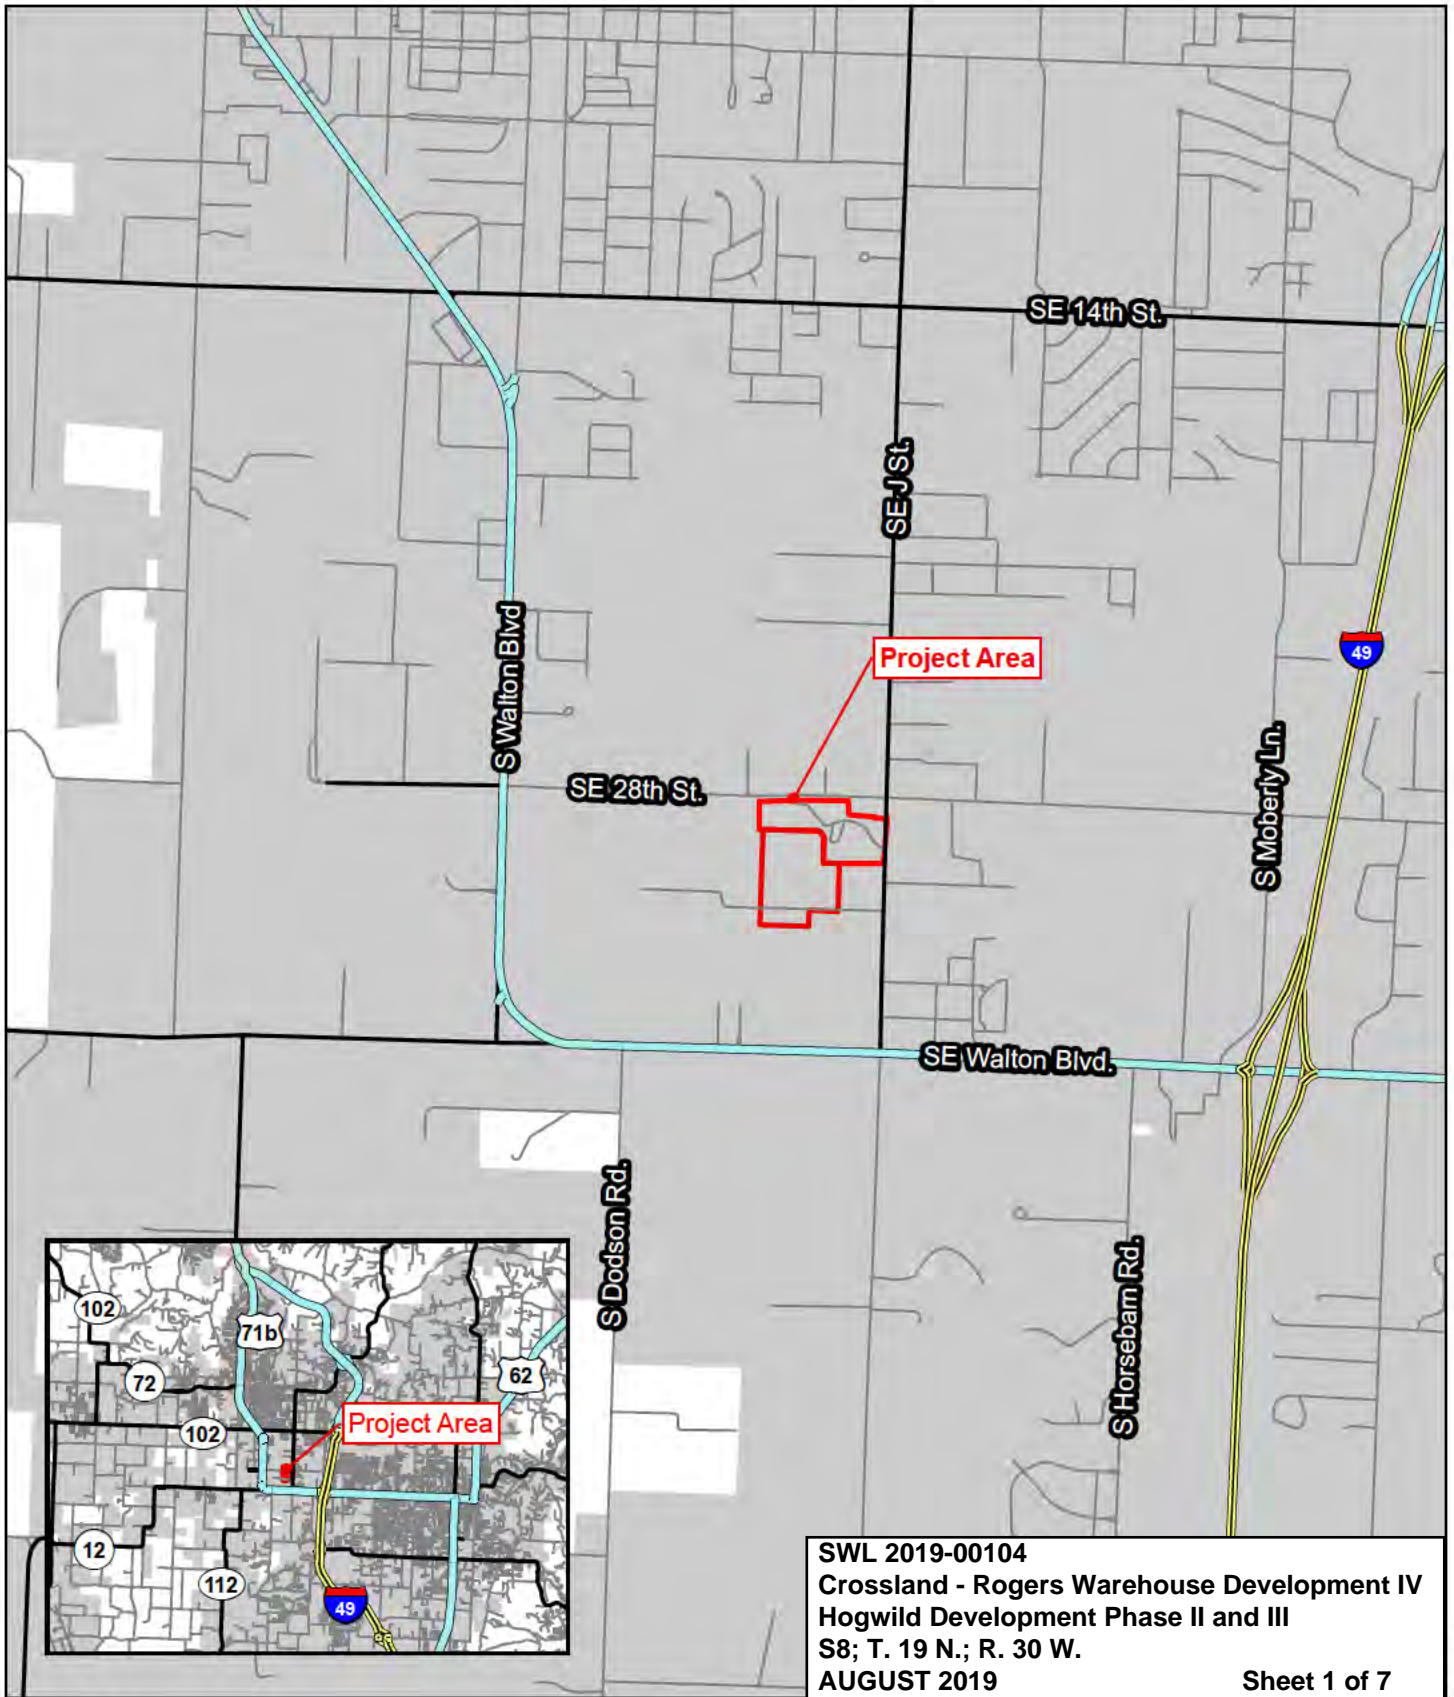 SE 14th St.
SE J St.
S Walton Blvd
Project Area
49
SE 28th St.
S Moberly Ln.
SE Walton Blvd.
S Dodson Rd.
S Horsebarn Rd.
102
71b
62
72
Project Area
102
12
112
49
SWL 2019-00104
Crossland - Rogers Warehouse Development IV
Hogwild Development Phase II and III
S8; T. 19 N.; R. 30 W.
AUGUST 2019 Sheet 1 of 7